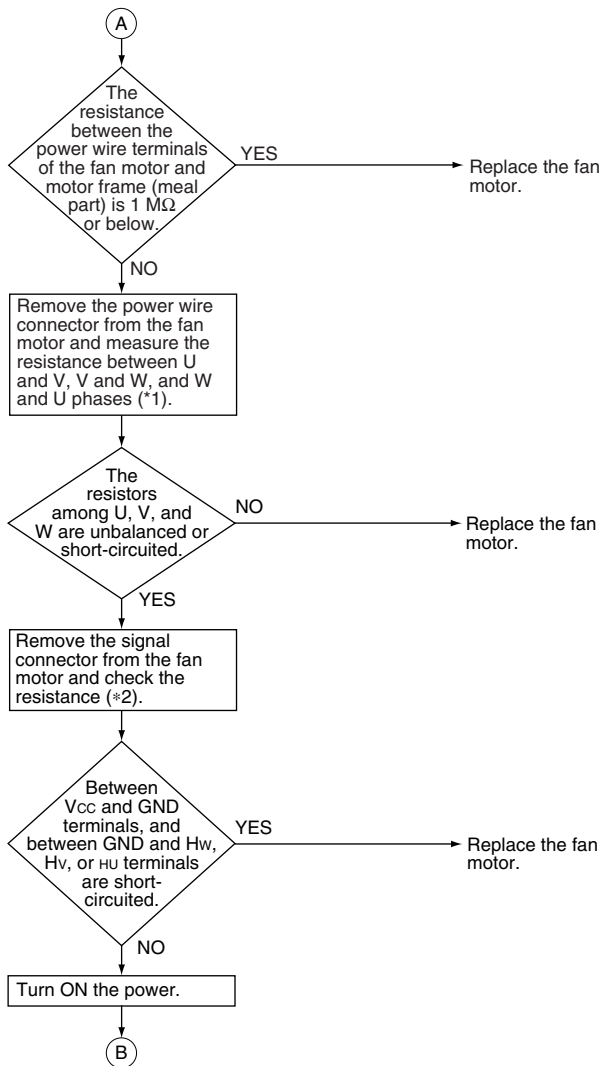 A
The
resistance
between the
power wire terminals
of the fan motor and
motor frame (meal
part) is 1 MΩ
or below.
YES
Replace the fan
motor.
NO
Remove the power wire
connector from the fan
motor and measure the
resistance between U
and V, V and W, and W
and U phases (*1).
The
resistors
among U, V, and
W are unbalanced or
short-circuited.
NO
Replace the fan
motor.
YES
Remove the signal
connector from the fan
motor and check the
resistance (*2).
Between
VCC and GND
terminals, and
between GND and HW,
HV, or HU terminals
are short-
circuited.
YES
Replace the fan
motor.
NO
Turn ON the power.
B